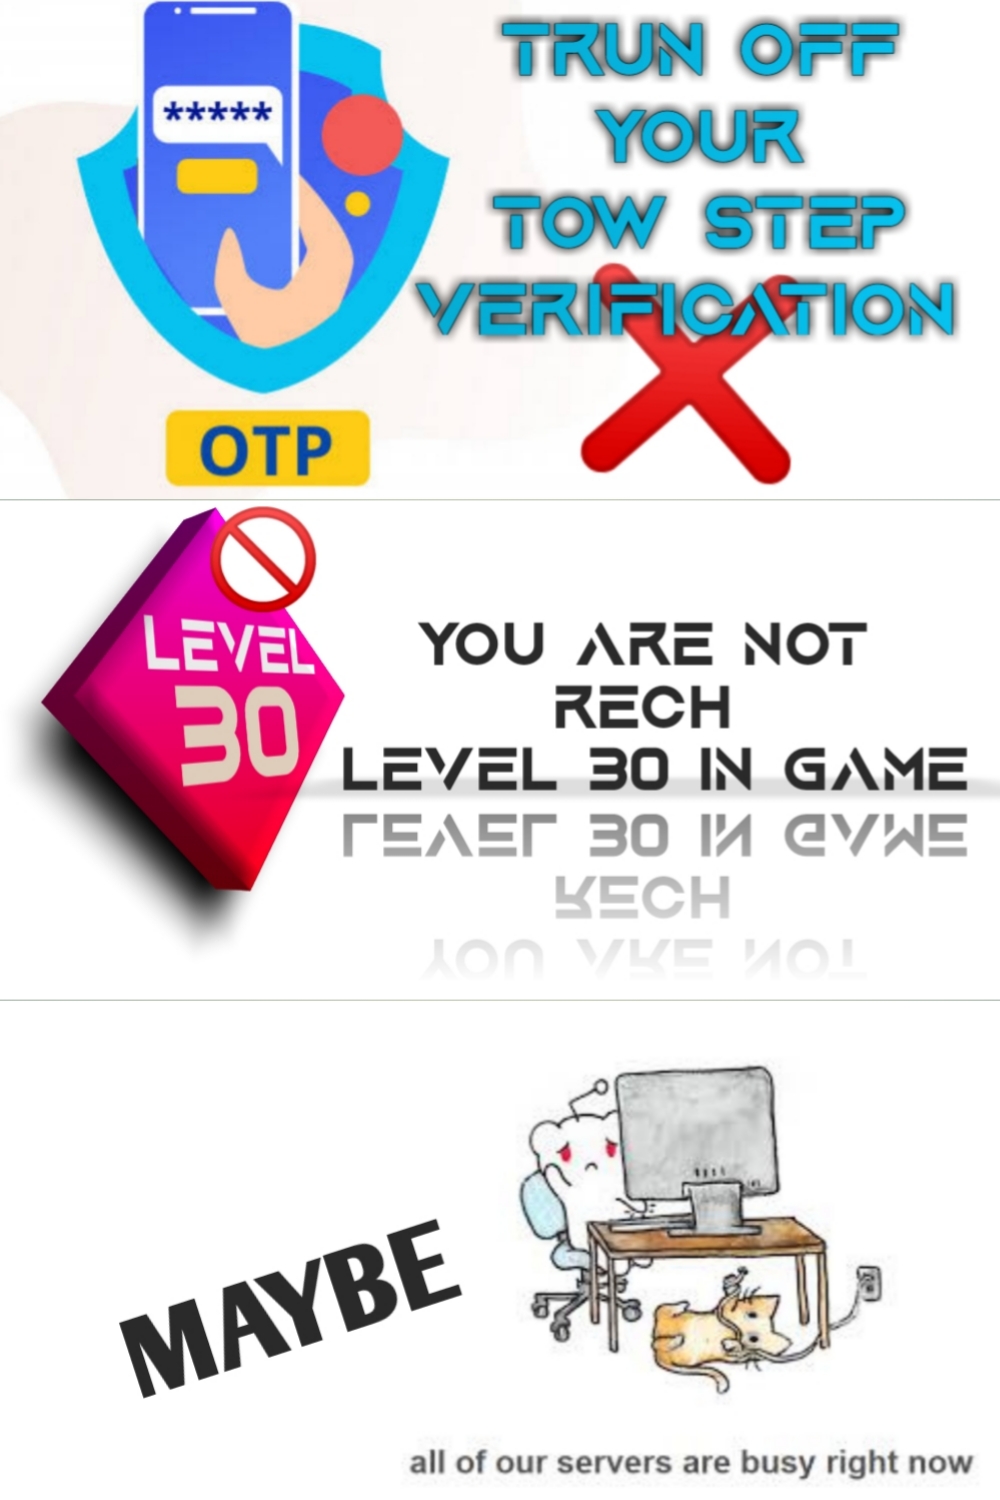 *****
OTP
TRUN OFF
YOUR
TOW STEP
VERIFICATION
LEVEL
30
YOU ARE NOT
RECH
LEVEL 30 IN GAME
LEVEL 30 IN GAME
RECH
YOU ARE NOT
MAYBE
all of our servers are busy right now